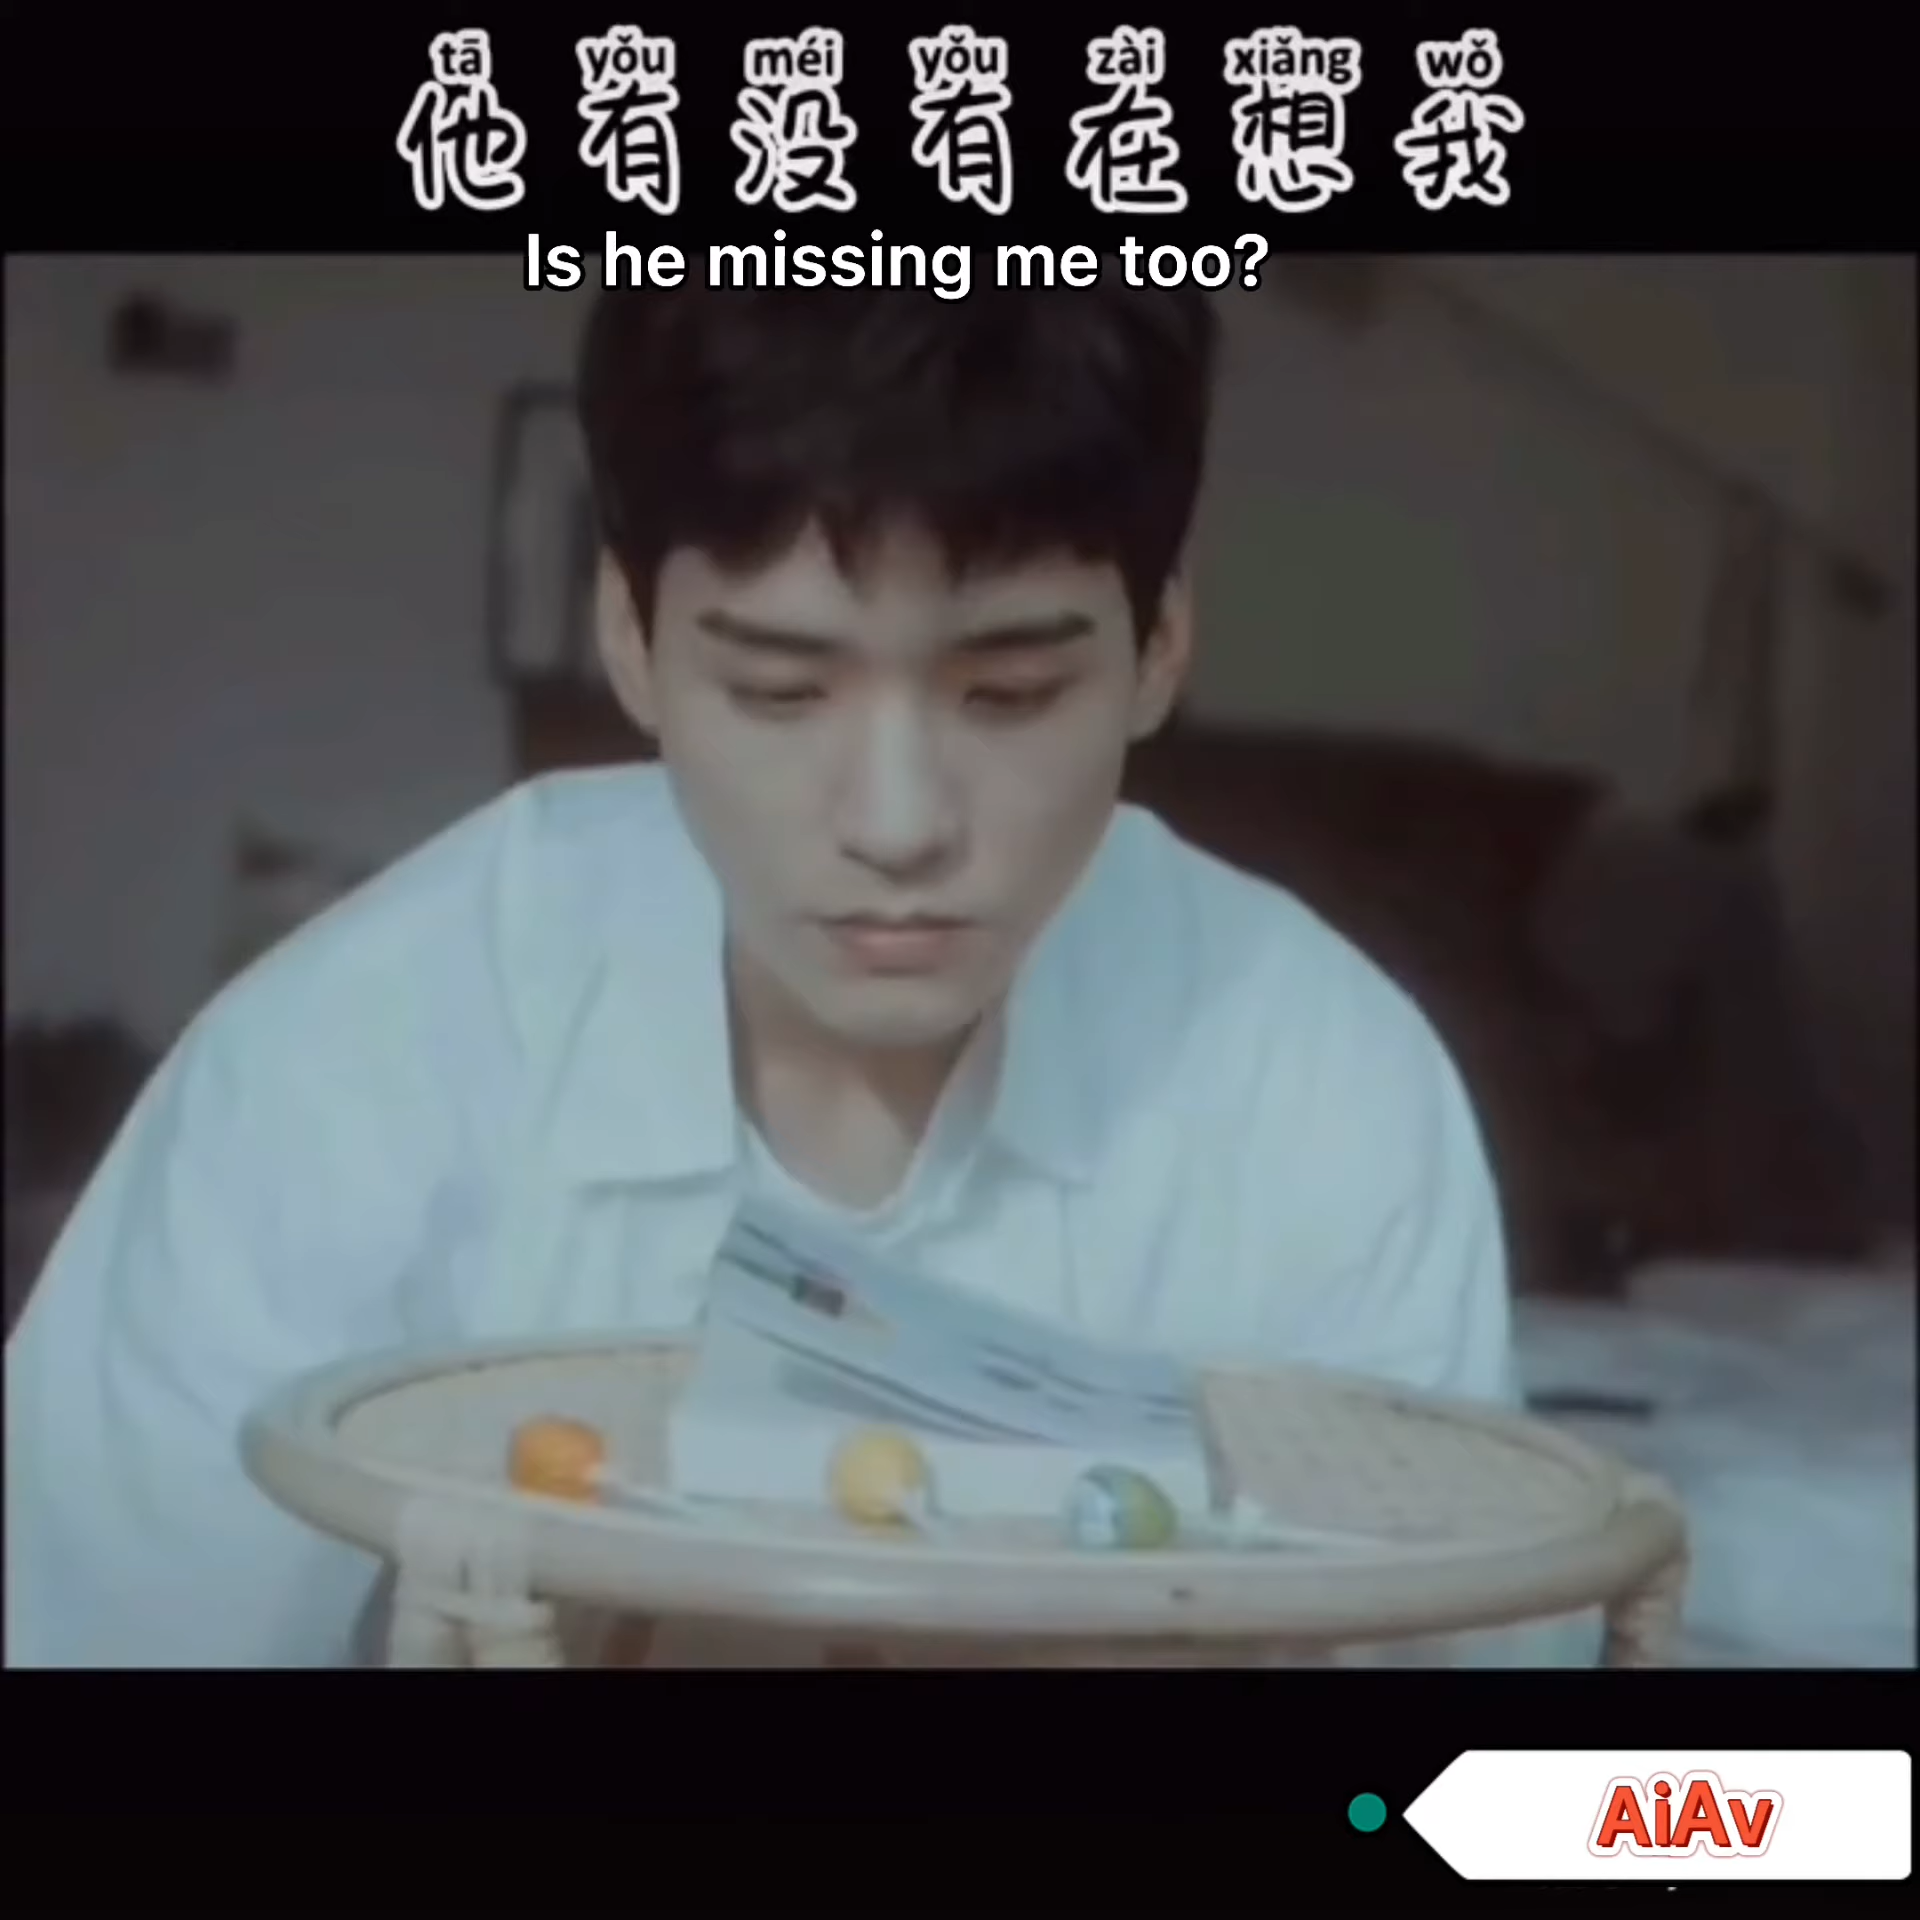 tā yǒu méi yǒu zài xiǎng wǒ
他有没有在想我
Is he missing me too?
AiAv